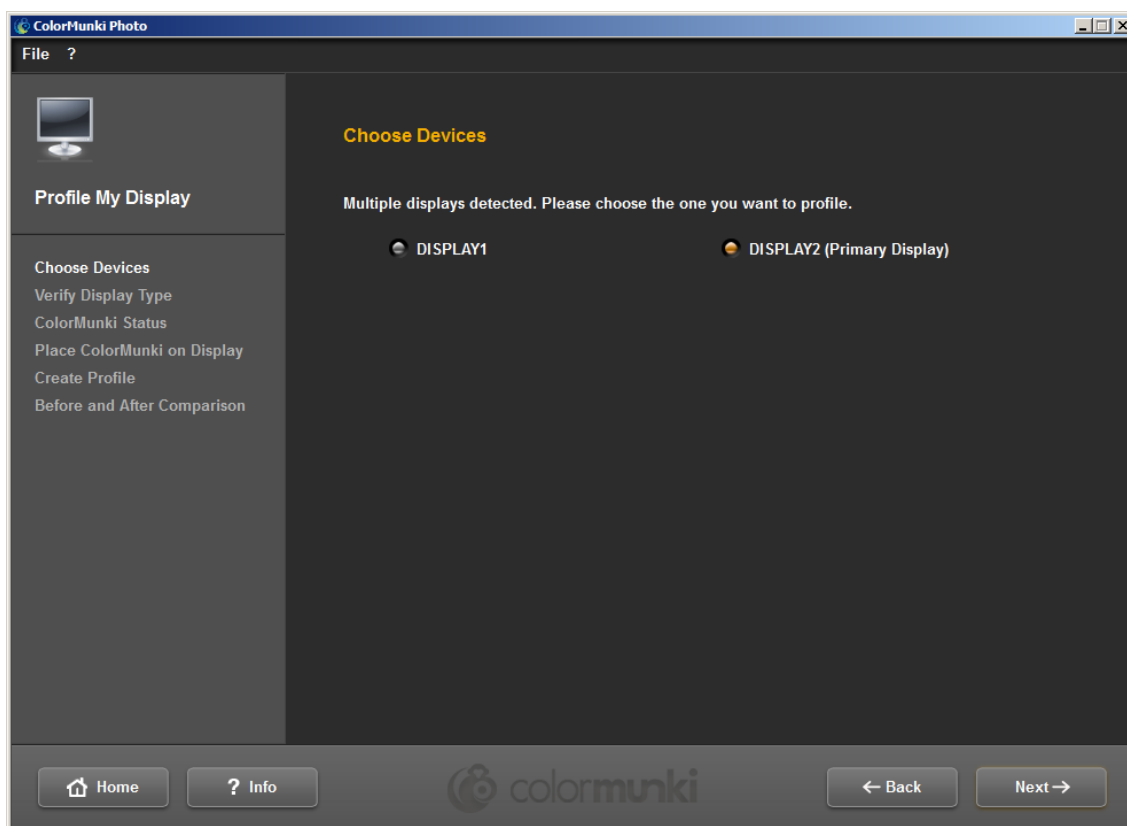 ColorMunki Photo
File ?
Profile My Display
Choose Devices
Verify Display Type
ColorMunki Status
Place ColorMunki on Display
Create Profile
Before and After Comparison
Choose Devices
Multiple displays detected. Please choose the one you want to profile.
DISPLAY1 DISPLAY2 (Primary Display)
Home ? Info colormunki ← Back Next →